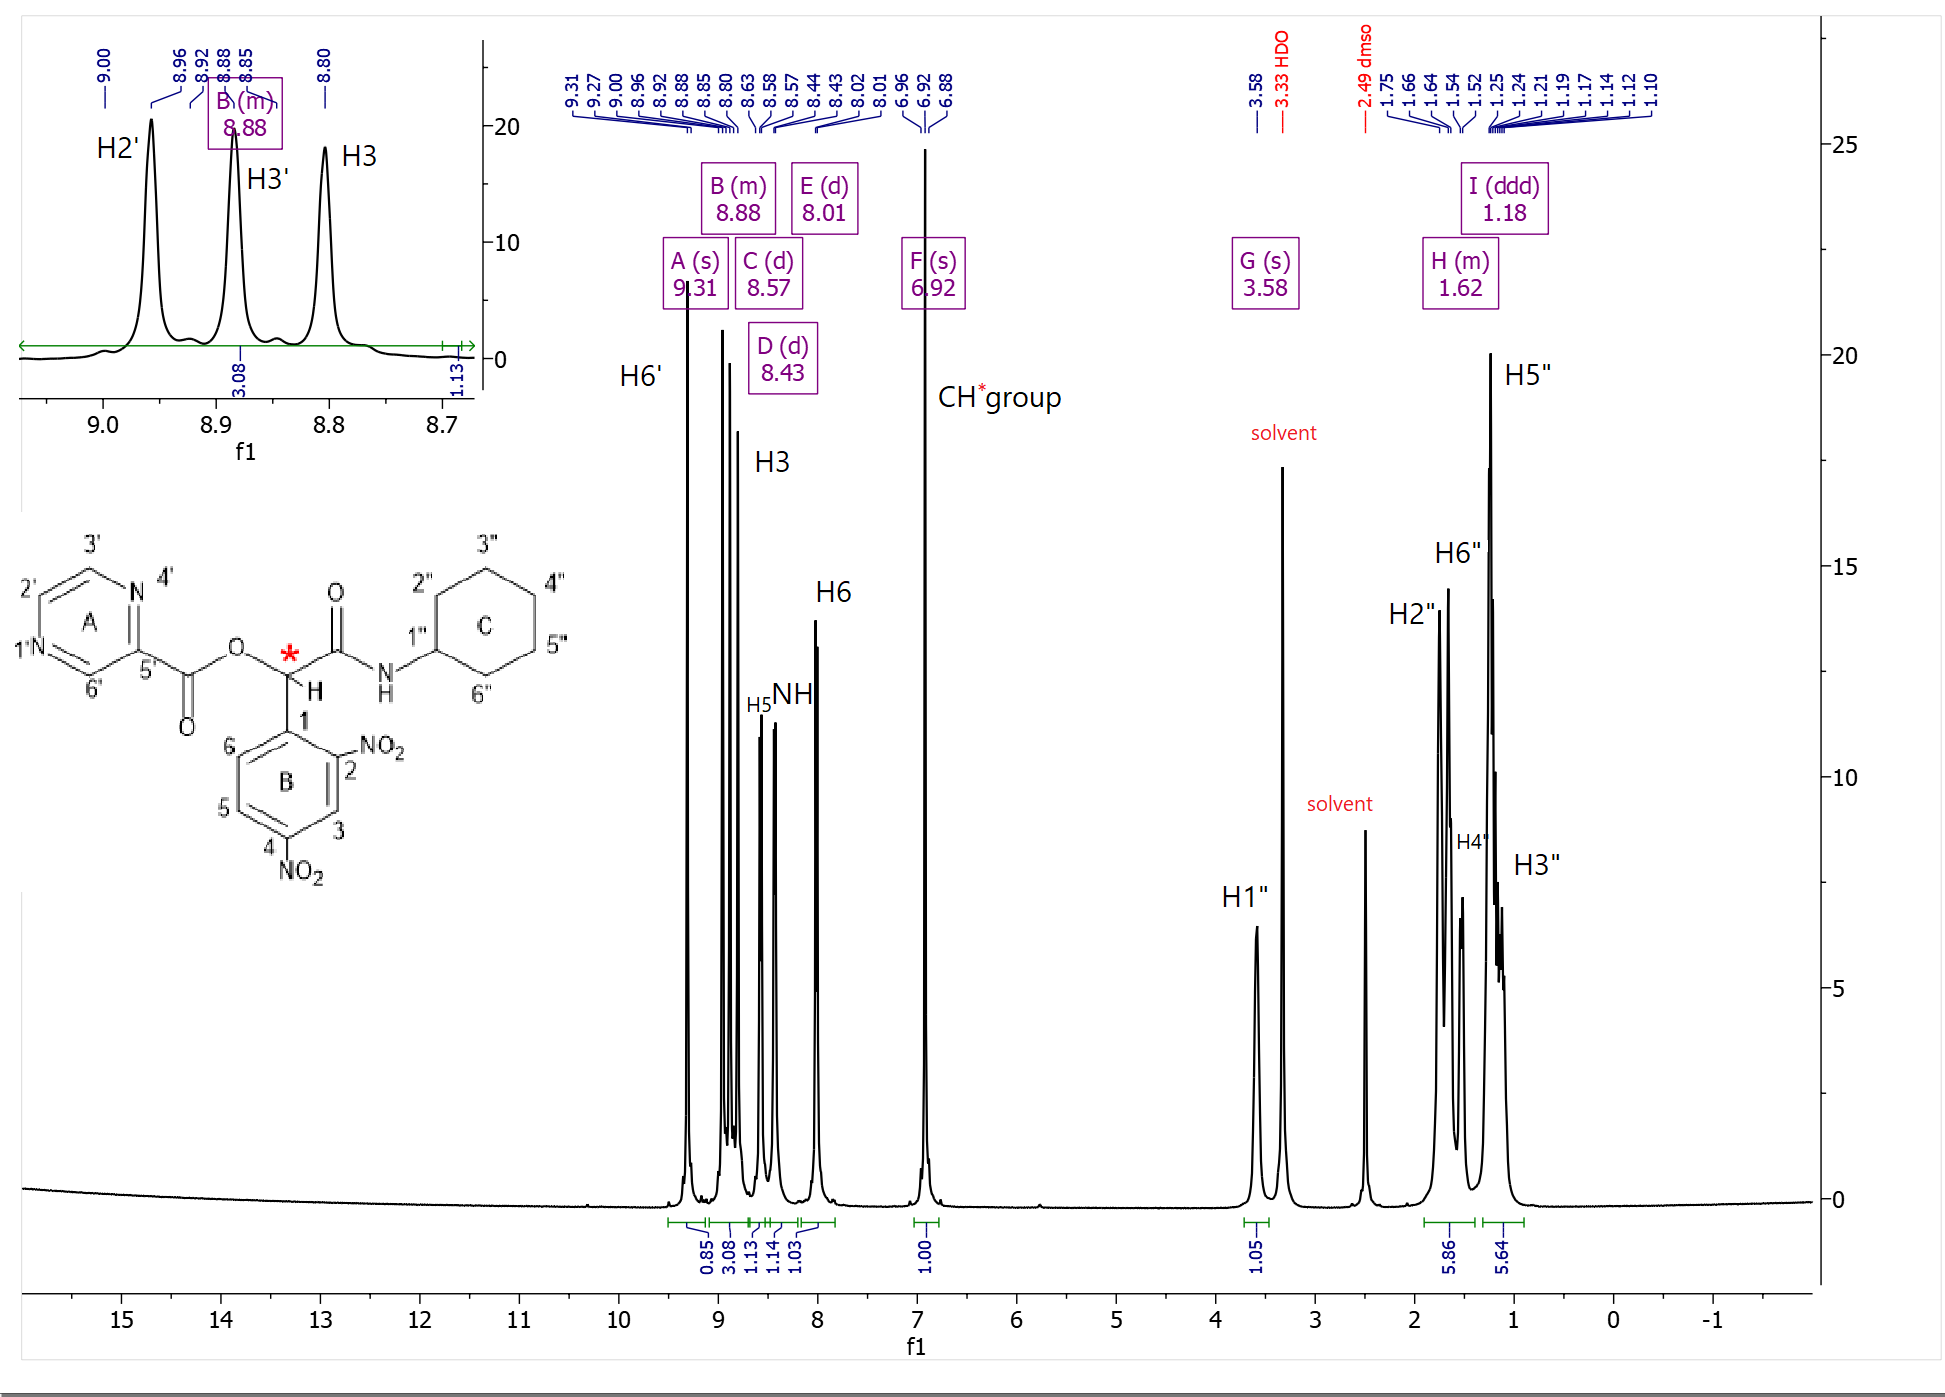 9.00
8.96
8.92
8.88
8.85
8.80
B (m)
8.88
H2'
H3'
H3
20
10
0
3.08
1.13
9.0 8.9 8.8 8.7
f1
9.31
9.27
9.00
8.96
8.92
8.88
8.85
8.80
8.63
8.58
8.57
8.44
8.43
8.02
8.01
6.96
6.92
6.88
3.58
3.33 HDO
2.49 dmso
1.75
1.66
1.64
1.54
1.52
1.25
1.24
1.21
1.19
1.17
1.14
1.12
1.10
B (m)
8.88
E (d)
8.01
I (ddd)
1.18
A (s)
9.31
C (d)
8.57
F (s)
6.92
G (s)
3.58
H (m)
1.62
D (d)
8.43
H6'
CH*group
H3
solvent
H5"
H6"
H2"
H6
H5
NH
solvent
H4"
H3"
H1"
3'
4'
2'
N
A
1'
N
5'
6'
O
O
*
H
O
N
H
1"
2"
3"
4"
5"
6"
C
1
NO2
2
3
4
NO2
5
6
B
25
20
15
10
5
0
0.85
3.08
1.13
1.14
1.03
1.00
1.05
5.86
5.64
15 14 13 12 11 10 9 8 7 6 5 4 3 2 1 0 -1
f1